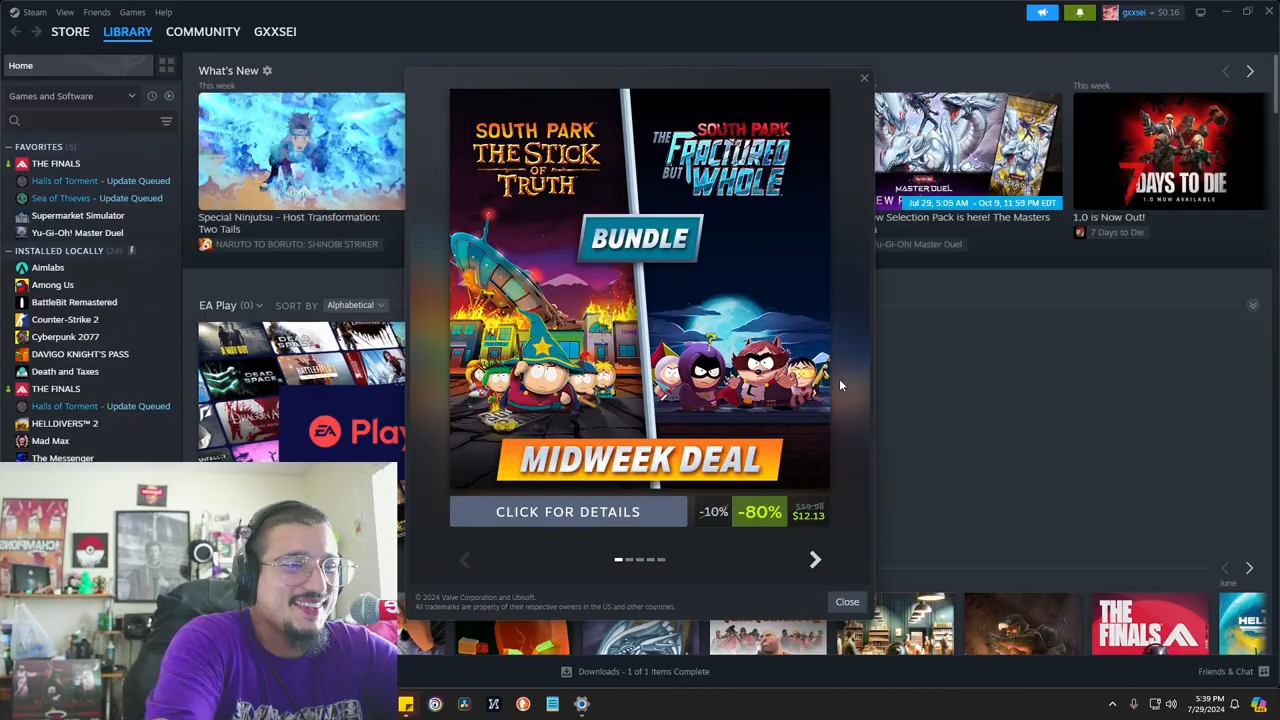 Steam View Friends Games Help
gxxsei $0.16
STORE LIBRARY COMMUNITY GXXSEI
Home
Games and Software
FAVORITES (5)
THE FINALS
Halls of Torment - Update Queued
Sea of Thieves - Update Queued
Supermarket Simulator
Yu-Gi-Oh! Master Duel
INSTALLED LOCALLY (24)
Aimlabs
Among Us
BattleBit Remastered
Counter-Strike 2
Cyberpunk 2077
DAVIGO KNIGHT'S PASS
Death and Taxes
THE FINALS
Halls of Torment - Update Queued
HELLDIVERS™ 2
Mad Max
The Messenger
What's New
This week
Special Ninjutsu - Host Transformation:
Two Tails
NARUTO TO BORUTO: SHINOBI STRIKER
MASTER DUEL
Jul 29, 5:05 AM - Oct 9, 11:59 PM EDT
ew Selection Pack is here! The Masters
Yu-Gi-Oh! Master Duel
This week
7 DAYS TO DIE
1.0 NOW AVAILABLE
1.0 is Now Out!
7 Days to Die
EA Play (0) SORT BY Alphabetical
DEAD SPACE
EA Play
SOUTH PARK
THE STICK
OF
TRUTH
SOUTH PARK
THE FRACTURED
BUT WHOLE
BUNDLE
MIDWEEK DEAL
CLICK FOR DETAILS
-10% -80% $59.98
$12.13
© 2024 Valve Corporation and Ubisoft.
All trademarks are property of their respective owners in the US and other countries.
Close
June
THE
FINALS
HEL
Downloads - 1 of 1 Items Complete
Friends & Chat
5:39 PM
7/29/2024